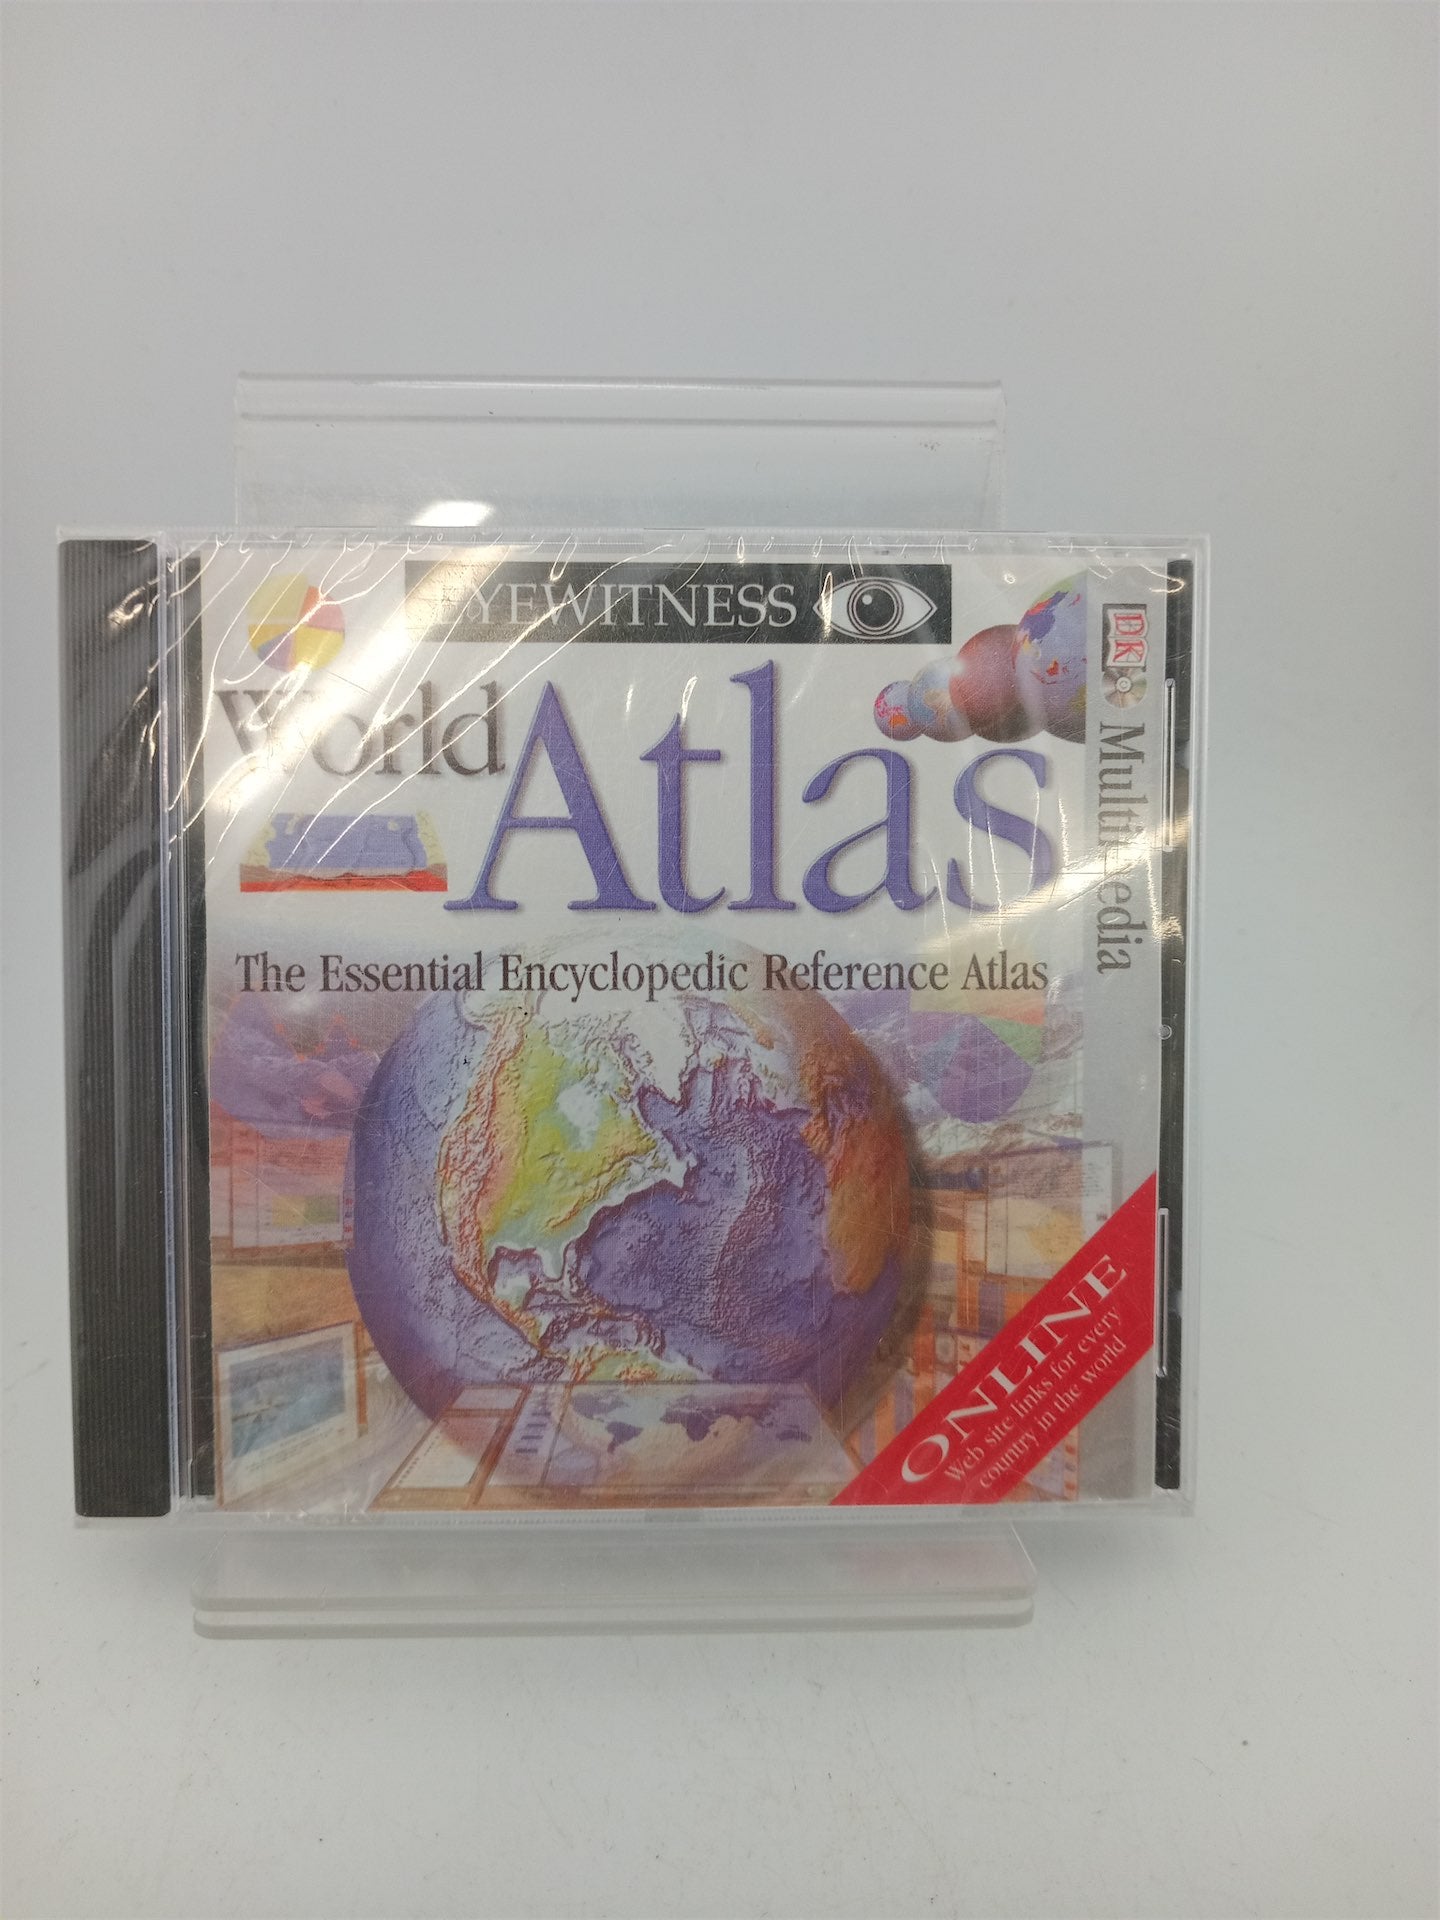 EYEWITNESS
World
Atlas
The Essential Encyclopedic Reference Atlas
DK
Multimedia
ONLINE
Web site links for every
country in the world